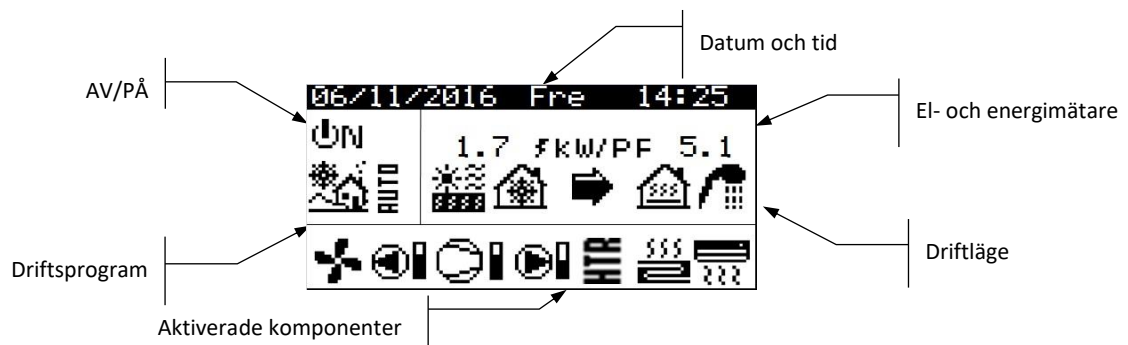 Datum och tid
AV/PÅ
El- och energimätare
06/11/2016 Fre 14:25
ON
1.7 kW/PF 5.1
AUTO
Driftläge
Driftsprogram
HTR
Aktiverade komponenter